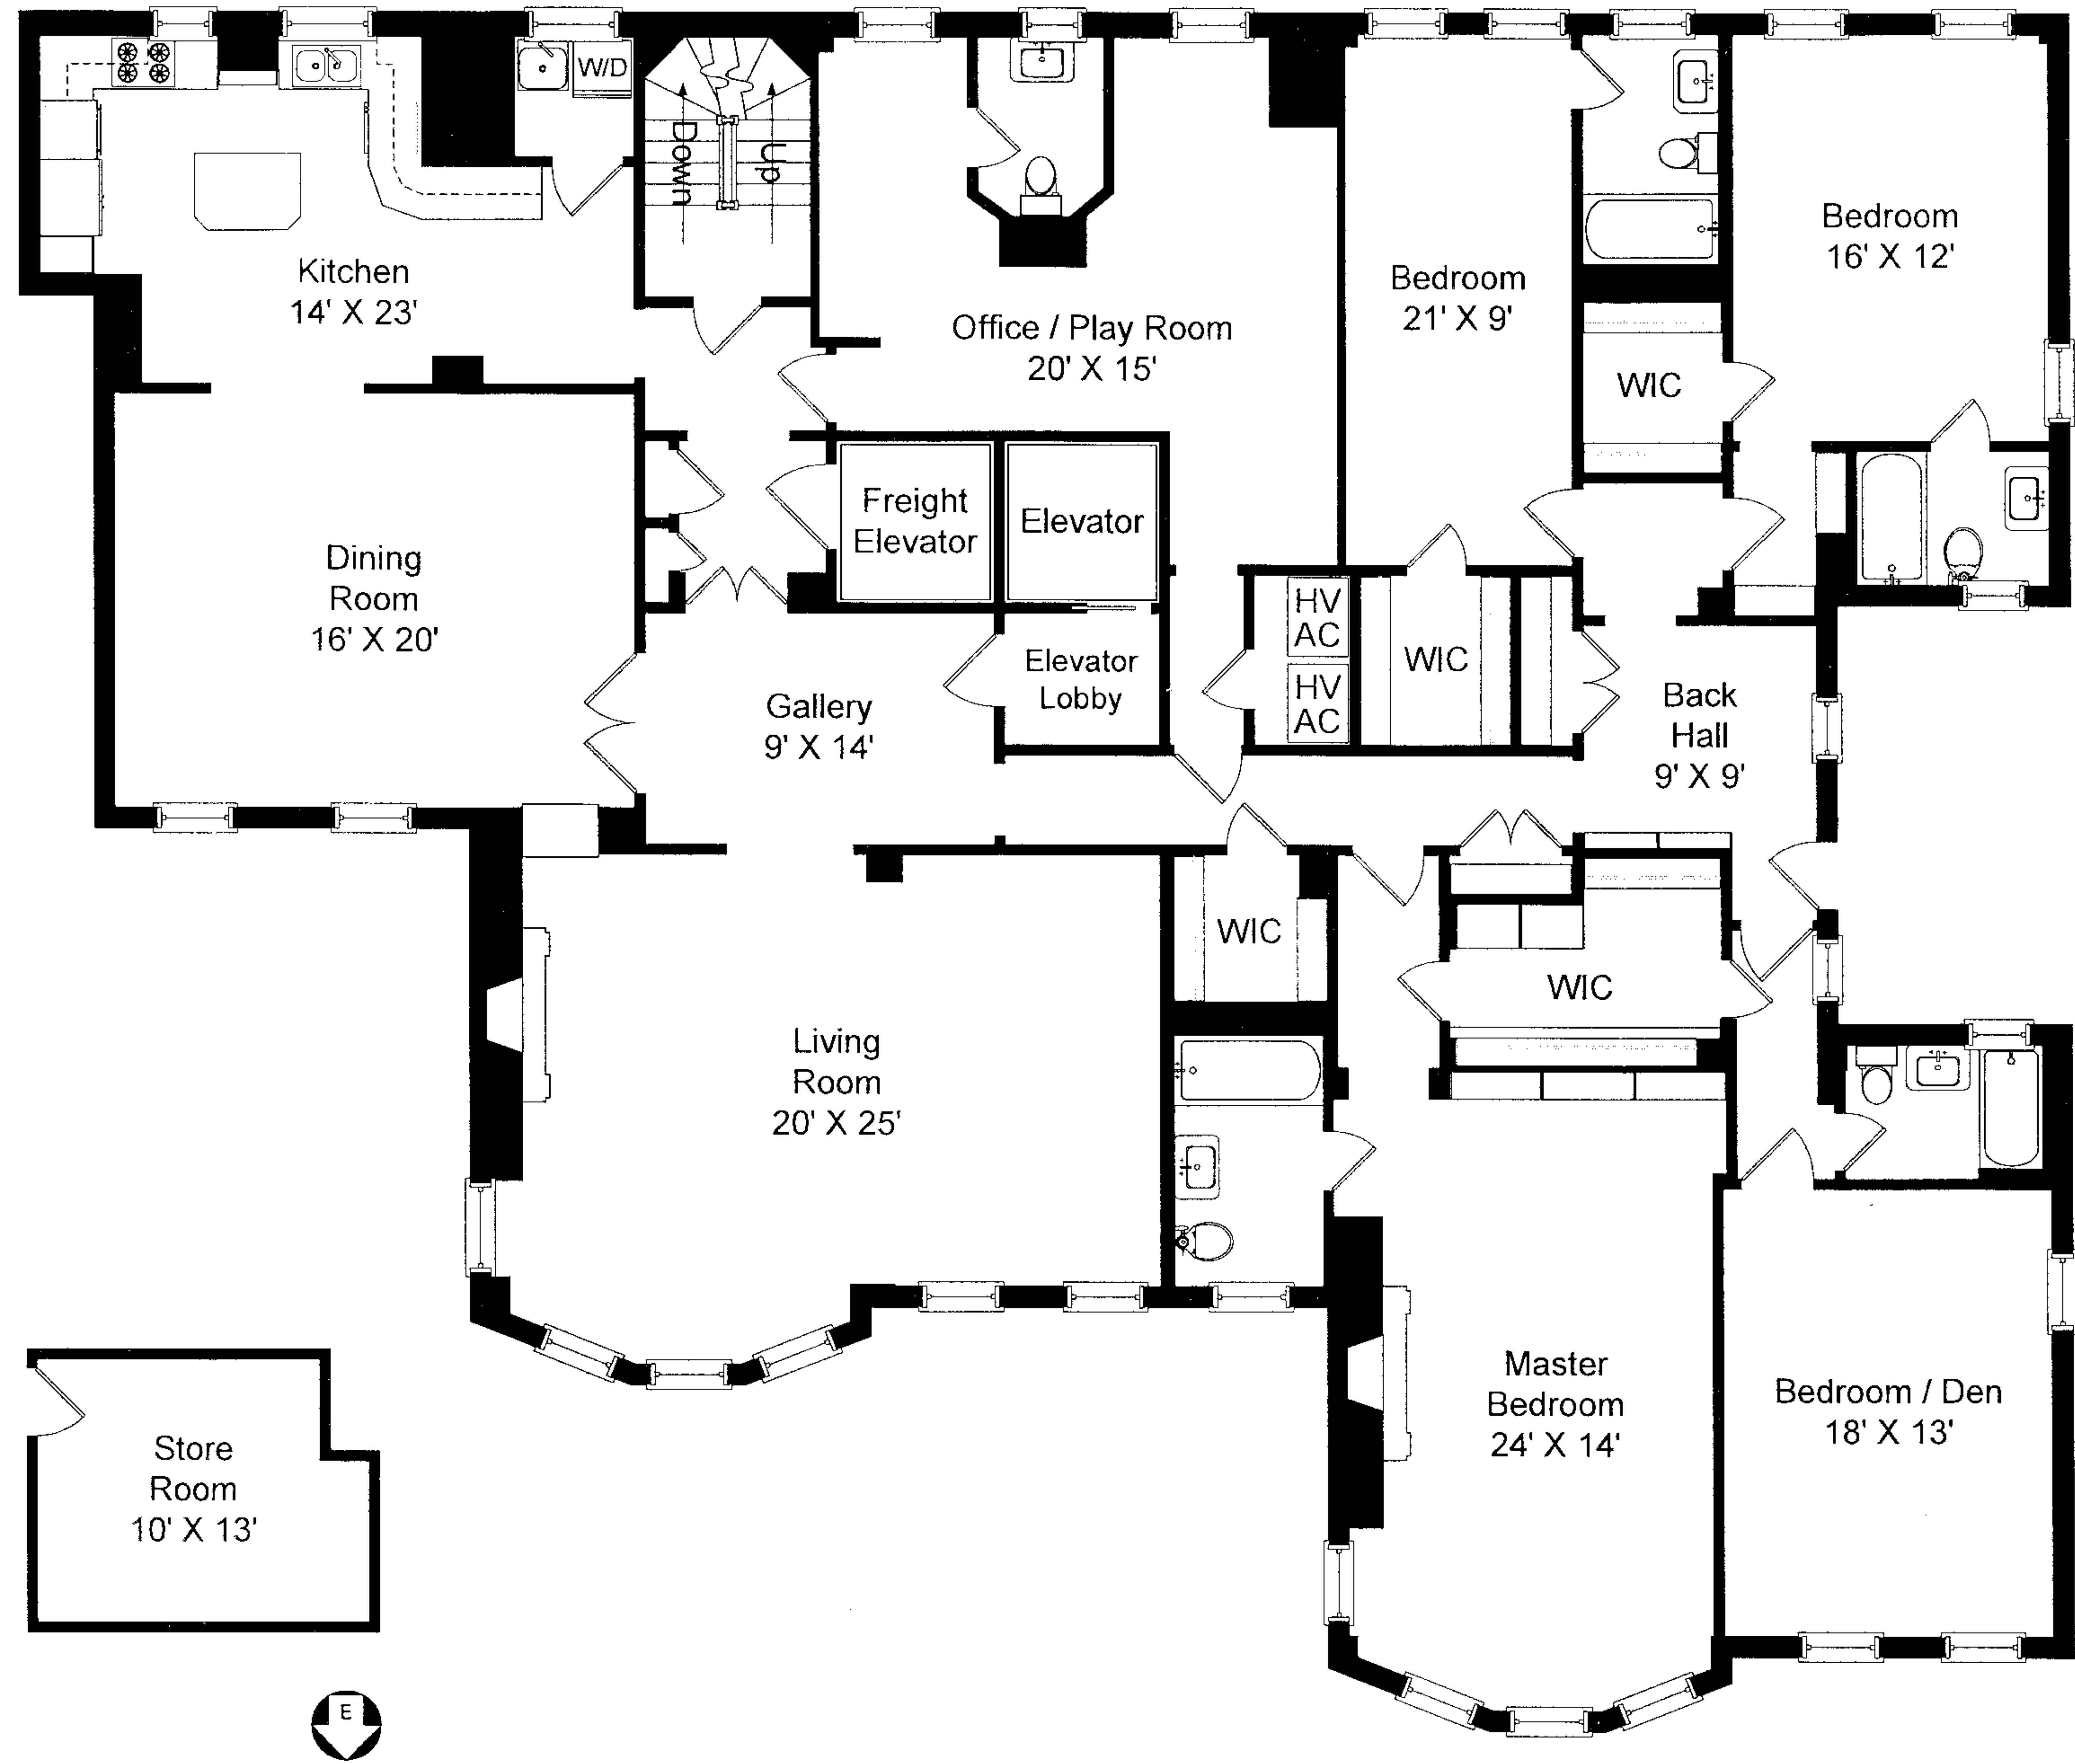 W/D
Down
Up
Kitchen
14' X 23'
Office / Play Room
20' X 15'
Bedroom
21' X 9'
Bedroom
16' X 12'
WIC
Dining
Room
16' X 20'
Freight
Elevator
Elevator
Elevator
Lobby
Gallery
9' X 14'
HV
AC
HV
AC
WIC
Back
Hall
9' X 9'
WIC
WIC
Living
Room
20' X 25'
Master
Bedroom
24' X 14'
Bedroom / Den
18' X 13'
Store
Room
10' X 13'
E